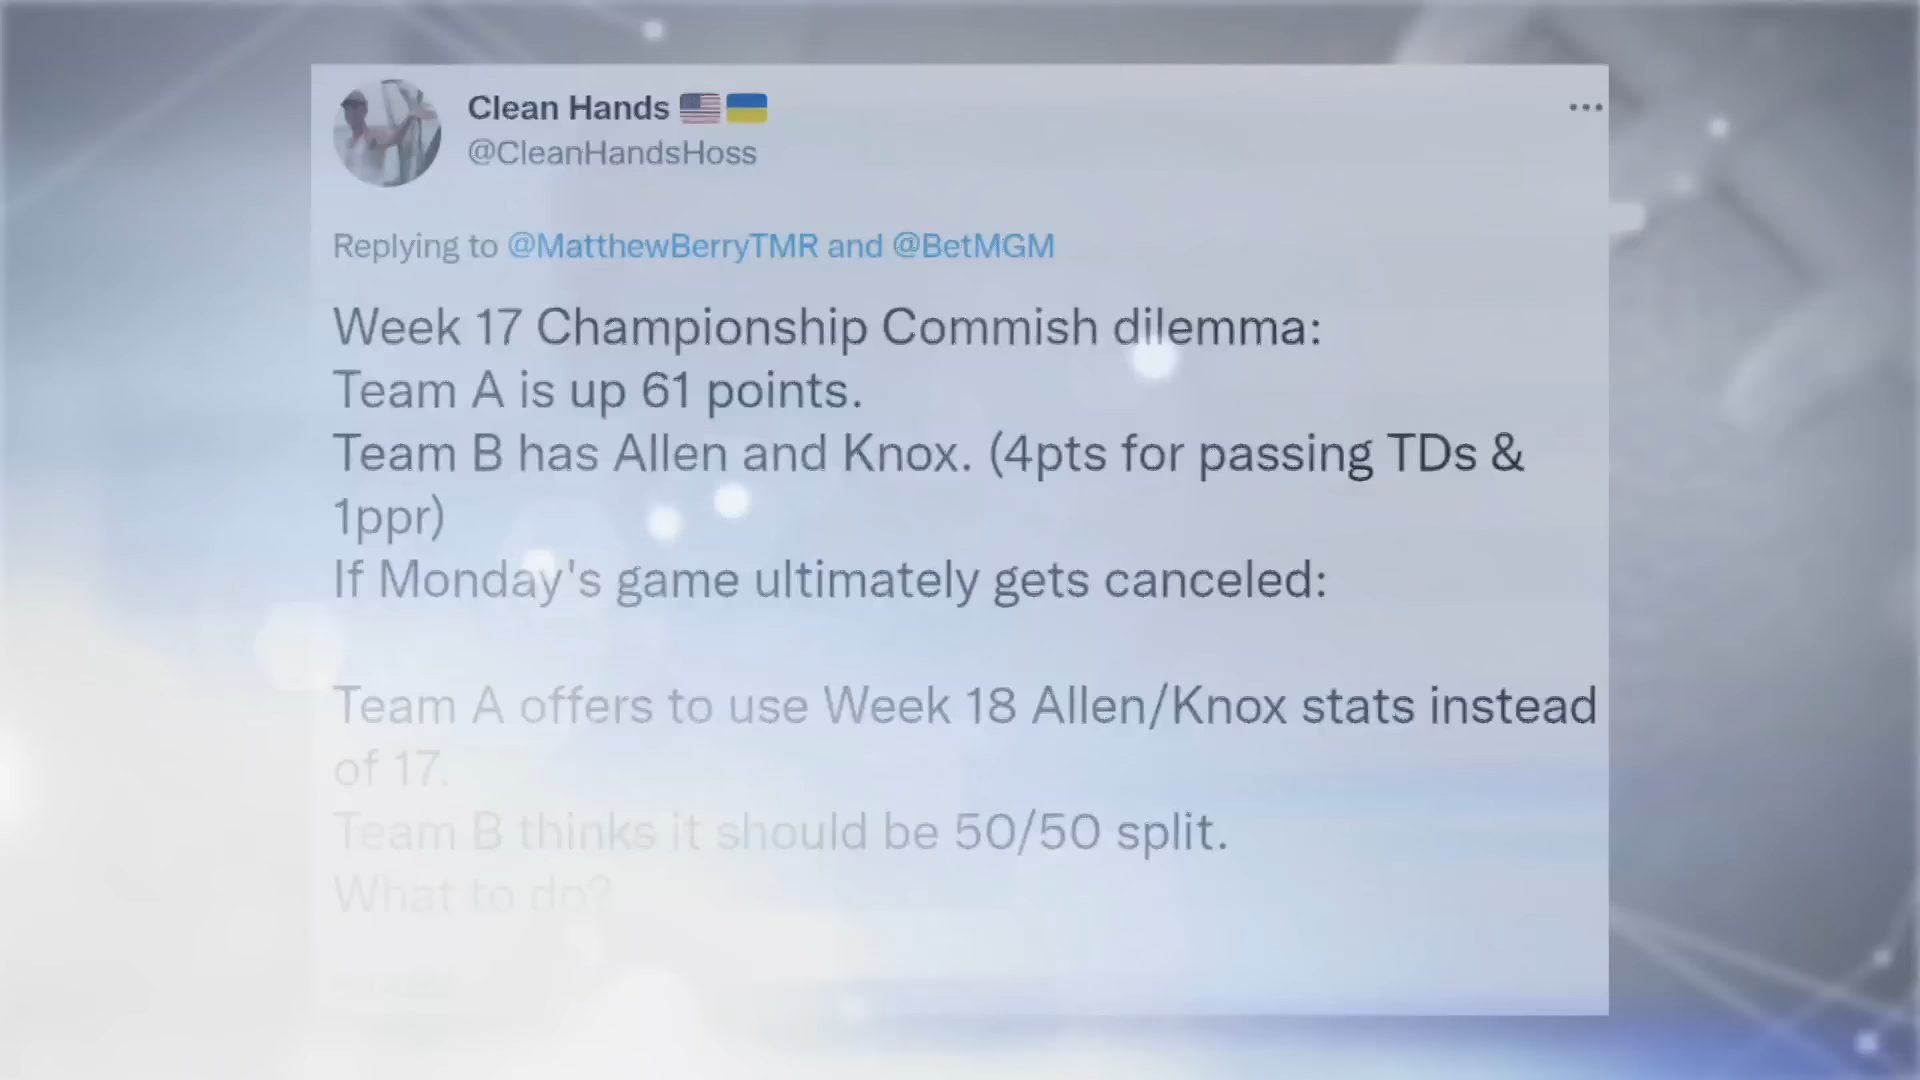 Clean Hands 🇺🇸🇺🇦
@CleanHandsHoss
Replying to @MatthewBerryTMR and @BetMGM
Week 17 Championship Commish dilemma:
Team A is up 61 points.
Team B has Allen and Knox. (4pts for passing TDs &
1ppr)
If Monday's game ultimately gets canceled:
Team A offers to use Week 18 Allen/Knox stats instead
of 17.
Team B thinks it should be 50/50 split.
What to do?